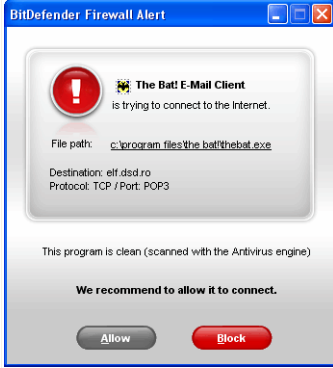 BitDefender Firewall Alert
The Bat! E-Mail Client
is trying to connect to the Internet.
File path: c:\program files\the bat!\thebat.exe
Destination: elf.dsd.ro
Protocol: TCP / Port: POP3
This program is clean (scanned with the Antivirus engine)
We recommend to allow it to connect.
Allow Block